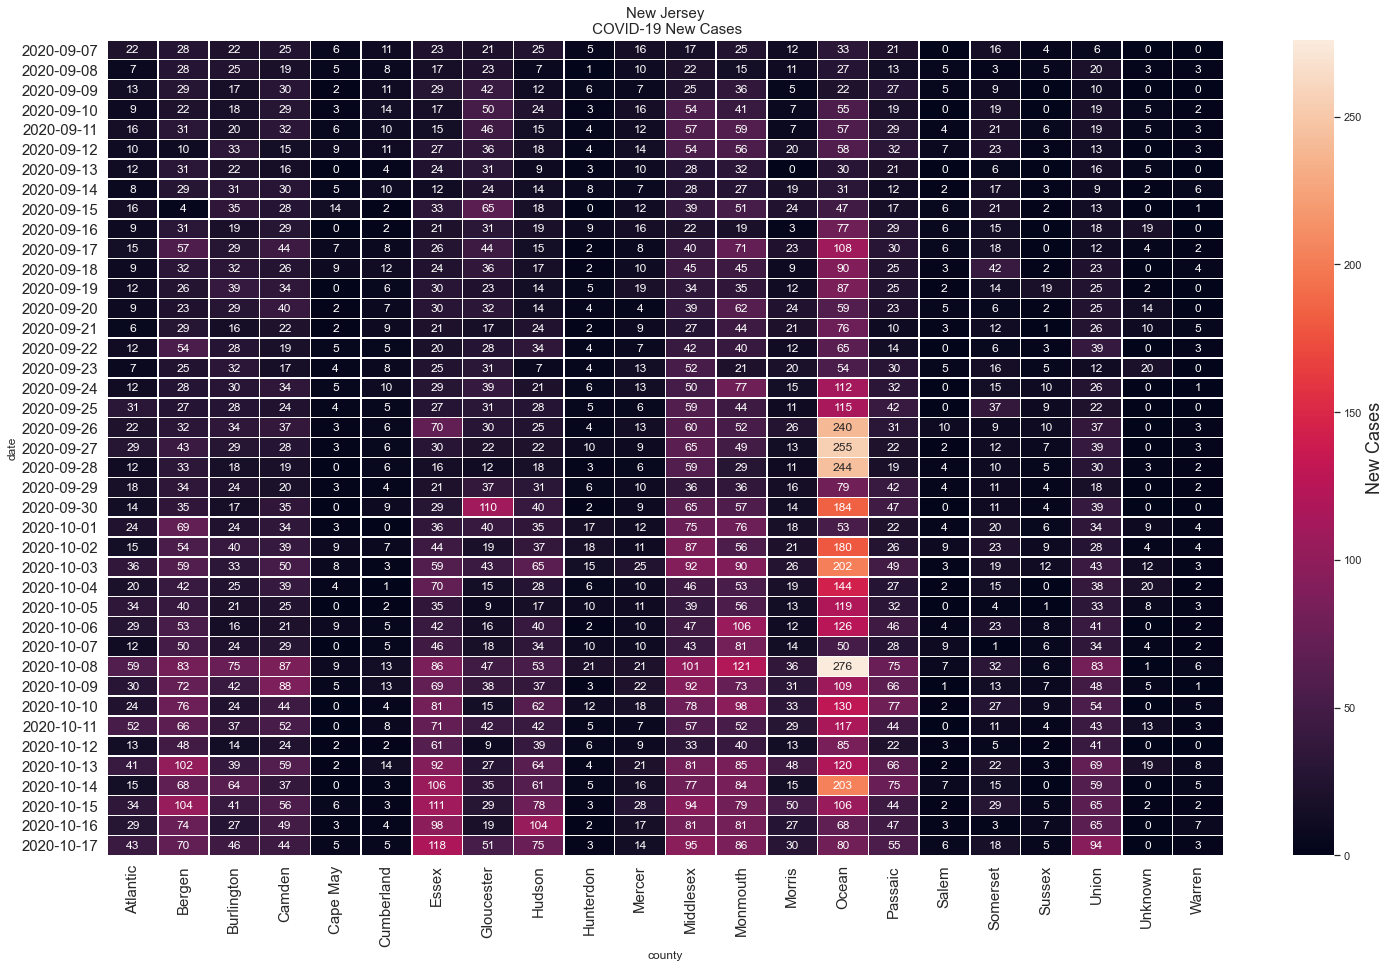 New Jersey
COVID-19 New Cases
2020-09-07 22 28 22 25 6 11 23 21 25 5 16 17 25 12 33 21 0 16 4 6 0 0
2020-09-08 7 28 25 19 5 8 17 23 7 1 10 22 15 11 27 13 5 3 5 20 3 3
2020-09-09 13 29 17 30 2 11 29 42 12 6 7 25 36 5 22 27 5 9 0 10 0 0
2020-09-10 9 22 18 29 3 14 17 50 24 3 16 54 41 7 55 19 0 19 0 19 5 2
2020-09-11 16 31 20 32 6 10 15 46 15 4 12 57 59 7 57 29 4 21 6 19 5 3
2020-09-12 10 10 33 15 9 11 27 36 18 4 14 54 56 20 58 32 7 23 3 13 0 3
2020-09-13 12 31 22 16 0 4 24 31 9 3 10 28 32 0 30 21 0 6 0 16 5 0
2020-09-14 8 29 31 30 5 10 12 24 14 8 7 28 27 19 31 12 2 17 3 9 2 6
2020-09-15 16 4 35 28 14 2 33 65 18 0 12 39 51 24 47 17 6 21 2 13 0 1
2020-09-16 9 31 19 29 0 2 21 31 19 9 16 22 19 3 77 29 6 15 0 18 19 0
2020-09-17 15 57 29 44 7 8 26 44 15 2 8 40 71 23 108 30 6 18 0 12 4 2
2020-09-18 9 32 32 26 9 12 24 36 17 2 10 45 45 9 90 25 3 42 2 23 0 4
2020-09-19 12 26 39 34 0 6 30 23 14 5 19 34 35 12 87 25 2 14 19 25 2 0
2020-09-20 9 23 29 40 2 7 30 32 14 4 4 39 62 24 59 23 5 6 2 25 14 0
2020-09-21 6 29 16 22 2 9 21 17 24 2 9 27 44 21 76 10 3 12 1 26 10 5
2020-09-22 12 54 28 19 5 5 20 28 34 4 7 42 40 12 65 14 0 6 3 39 0 3
2020-09-23 7 25 32 17 4 8 25 31 7 4 13 52 21 20 54 30 5 16 5 12 20 0
2020-09-24 12 28 30 34 5 10 29 39 21 6 13 50 77 15 112 32 0 15 10 26 0 1
2020-09-25 31 27 28 24 4 5 27 31 28 5 6 59 44 11 115 42 0 37 9 22 0 0
2020-09-26 22 32 34 37 3 6 70 30 25 4 13 60 52 26 240 31 10 9 10 37 0 3
2020-09-27 29 43 29 28 3 6 30 22 22 10 9 65 49 13 255 22 2 12 7 39 0 3
2020-09-28 12 33 18 19 0 6 16 12 18 3 6 59 29 11 244 19 4 10 5 30 3 2
2020-09-29 18 34 24 20 3 4 21 37 31 6 10 36 36 16 79 42 4 11 4 18 0 2
2020-09-30 14 35 17 35 0 9 29 110 40 2 9 65 57 14 184 47 0 11 4 39 0 0
2020-10-01 24 69 24 34 3 0 36 40 35 17 12 75 76 18 53 22 4 20 6 34 9 4
2020-10-02 15 54 40 39 9 7 44 19 37 18 11 87 56 21 180 26 9 23 9 28 4 4
2020-10-03 36 59 33 50 8 3 59 43 65 15 25 92 90 26 202 49 3 19 12 43 12 3
2020-10-04 20 42 25 39 4 1 70 15 28 6 10 46 53 19 144 27 2 15 0 38 20 2
2020-10-05 34 40 21 25 0 2 35 9 17 10 11 39 56 13 119 32 0 4 1 33 8 3
2020-10-06 29 53 16 21 9 5 42 16 40 2 10 47 106 12 126 46 4 23 8 41 0 2
2020-10-07 12 50 24 29 0 5 46 18 34 10 10 43 81 14 50 28 9 1 6 34 4 2
2020-10-08 59 83 75 87 9 13 86 47 53 21 21 101 121 36 276 75 7 32 6 83 1 6
2020-10-09 30 72 42 88 5 13 69 38 37 3 22 92 73 31 109 66 1 13 7 48 5 1
2020-10-10 24 76 24 44 0 4 81 15 62 12 18 78 98 33 130 77 2 27 9 54 0 5
2020-10-11 52 66 37 52 0 8 71 42 42 5 7 57 52 29 117 44 0 11 4 43 13 3
2020-10-12 13 48 14 24 2 2 61 9 39 6 9 33 40 13 85 22 3 5 2 41 0 0
2020-10-13 41 102 39 59 2 14 92 27 64 4 21 81 85 48 120 66 2 22 3 69 19 8
2020-10-14 15 68 64 37 0 3 106 35 61 5 16 77 84 15 203 75 7 15 0 59 0 5
2020-10-15 34 104 41 56 6 3 111 29 78 3 28 94 79 50 106 44 2 29 5 65 2 2
2020-10-16 29 74 27 49 3 4 98 19 104 2 17 81 81 27 68 47 3 3 7 65 0 7
2020-10-17 43 70 46 44 5 5 118 51 75 3 14 95 86 30 80 55 6 18 5 94 0 3
Atlantic Bergen Burlington Camden Cape May Cumberland Essex Gloucester Hudson Hunterdon Mercer Middlesex Monmouth Morris Ocean Passaic Salem Somerset Sussex Union Unknown Warren
county
date
250
200
150
100
50
0
New Cases